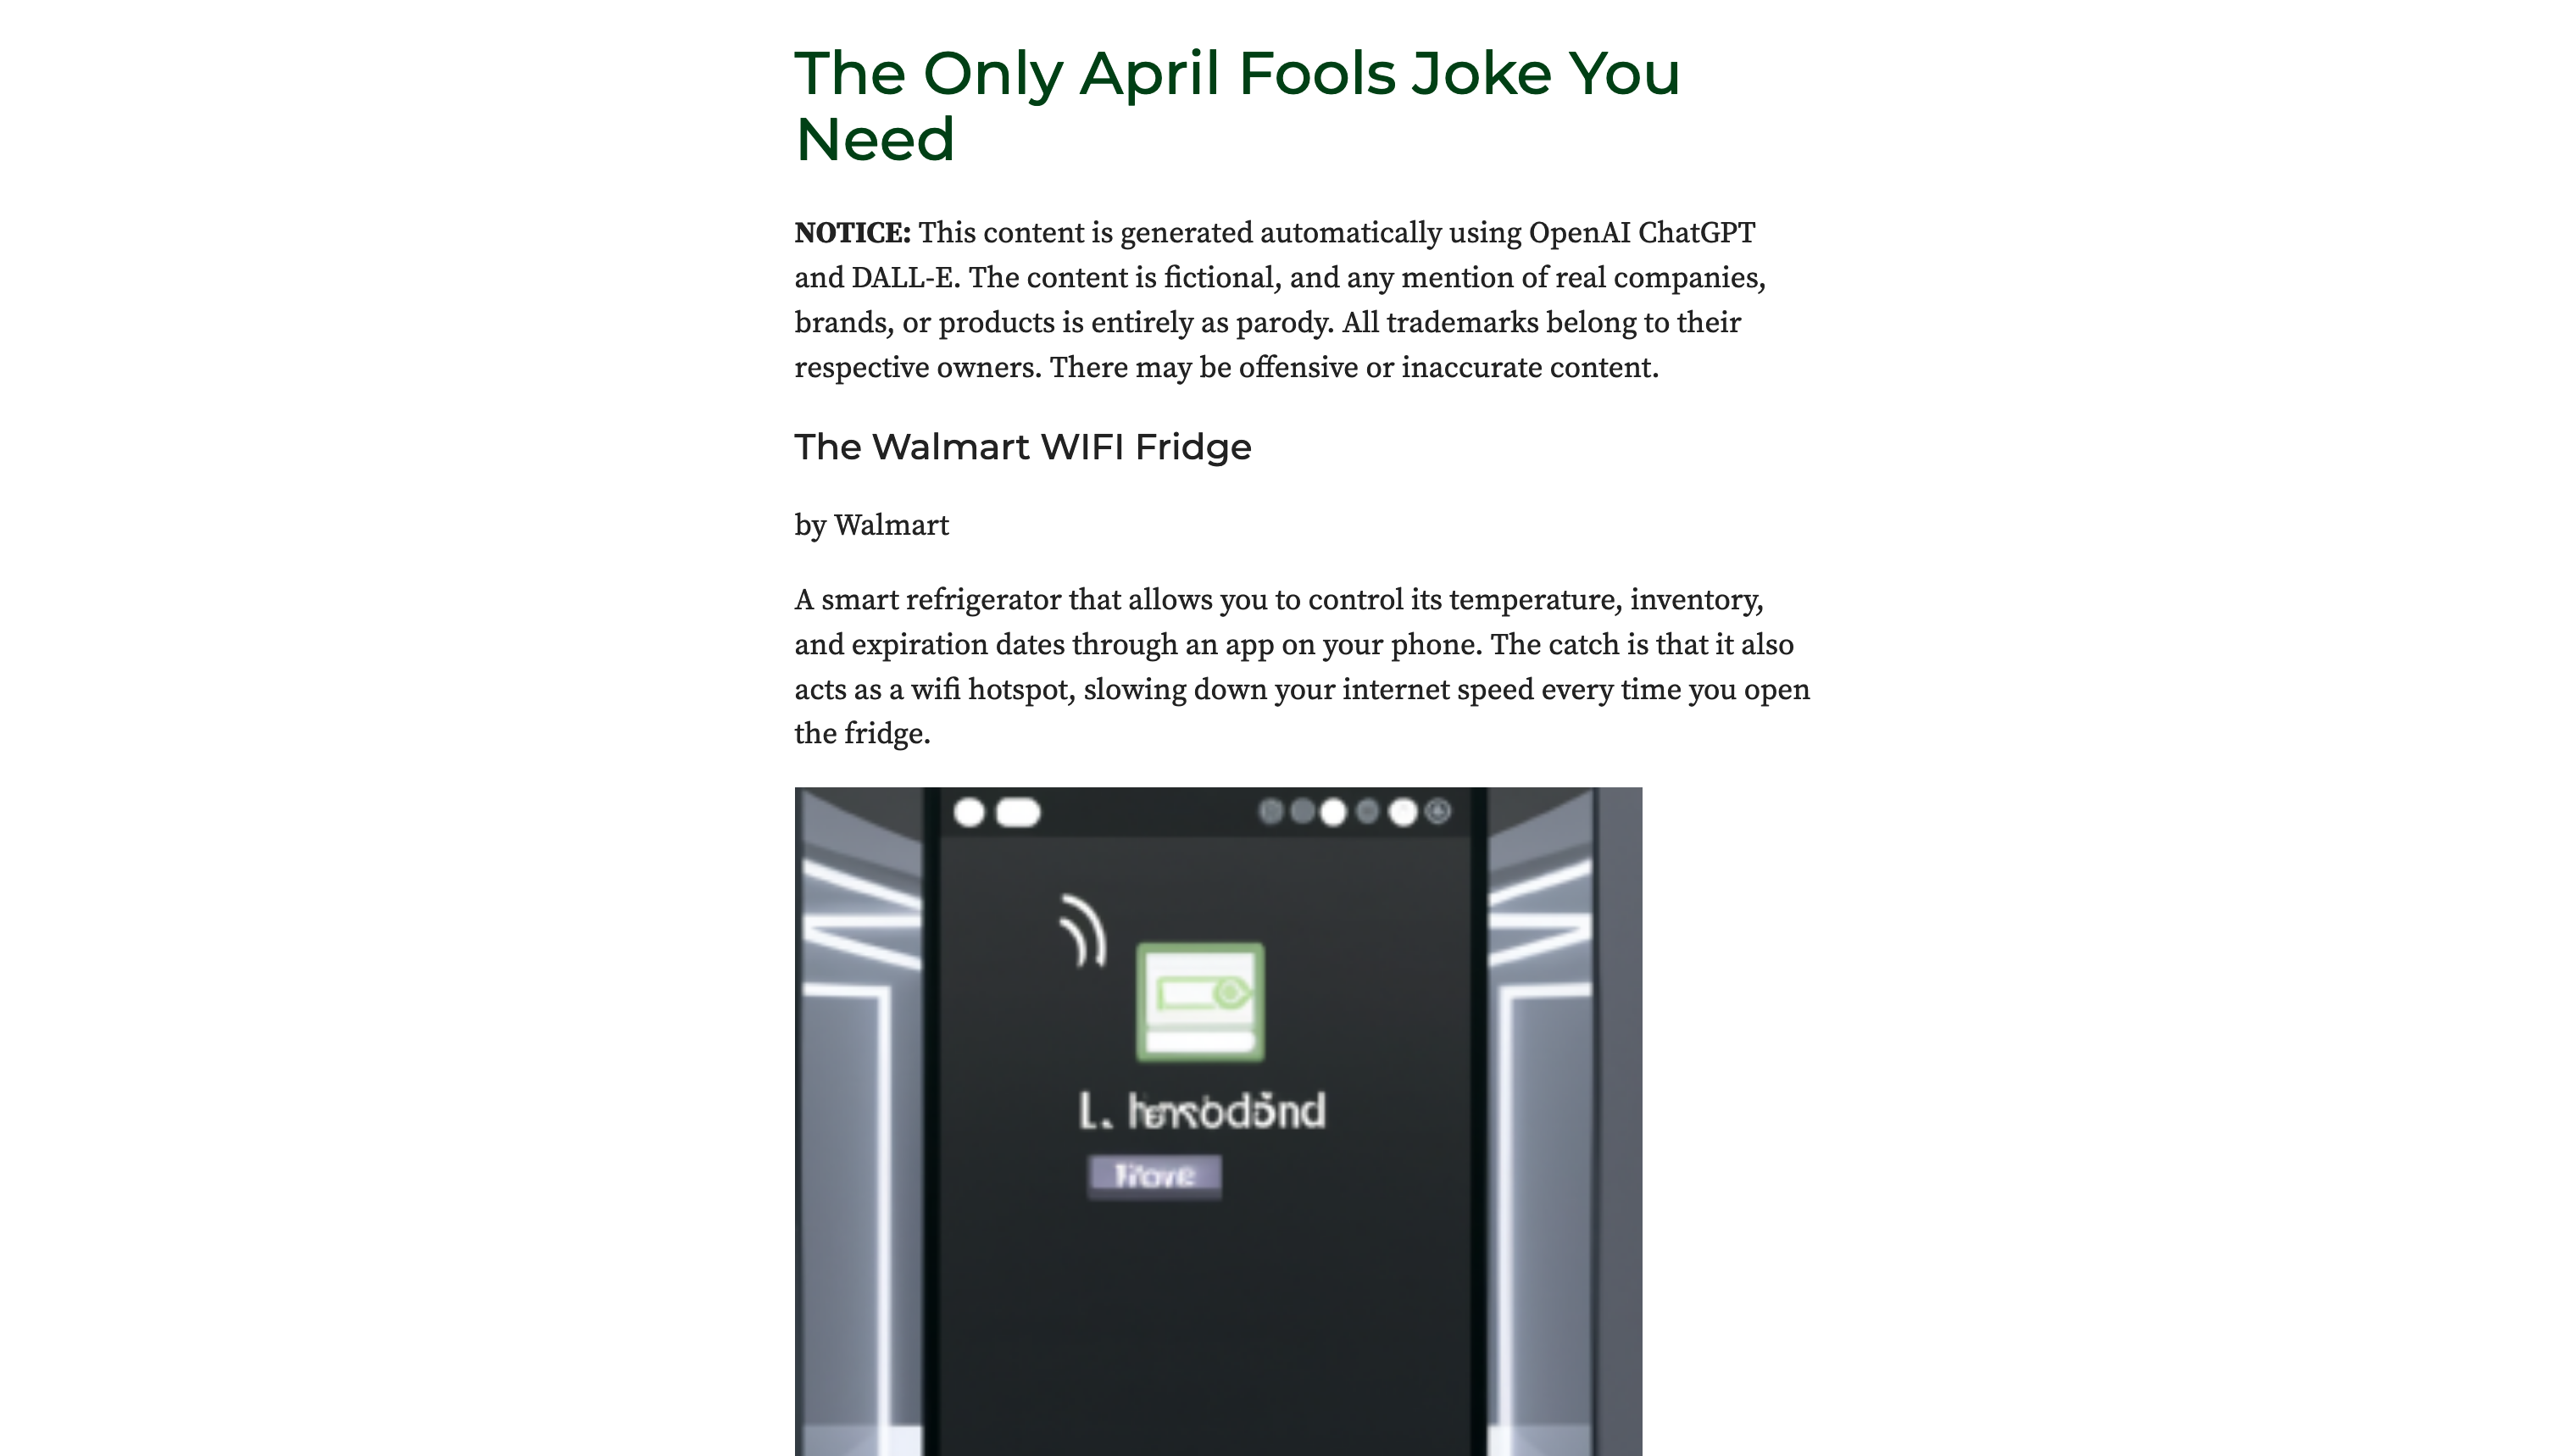 The Only April Fools Joke You
Need
NOTICE: This content is generated automatically using OpenAI ChatGPT
and DALL-E. The content is fictional, and any mention of real companies,
brands, or products is entirely as parody. All trademarks belong to their
respective owners. There may be offensive or inaccurate content.
The Walmart WIFI Fridge
by Walmart
A smart refrigerator that allows you to control its temperature, inventory,
and expiration dates through an app on your phone. The catch is that it also
acts as a wifi hotspot, slowing down your internet speed every time you open
the fridge.